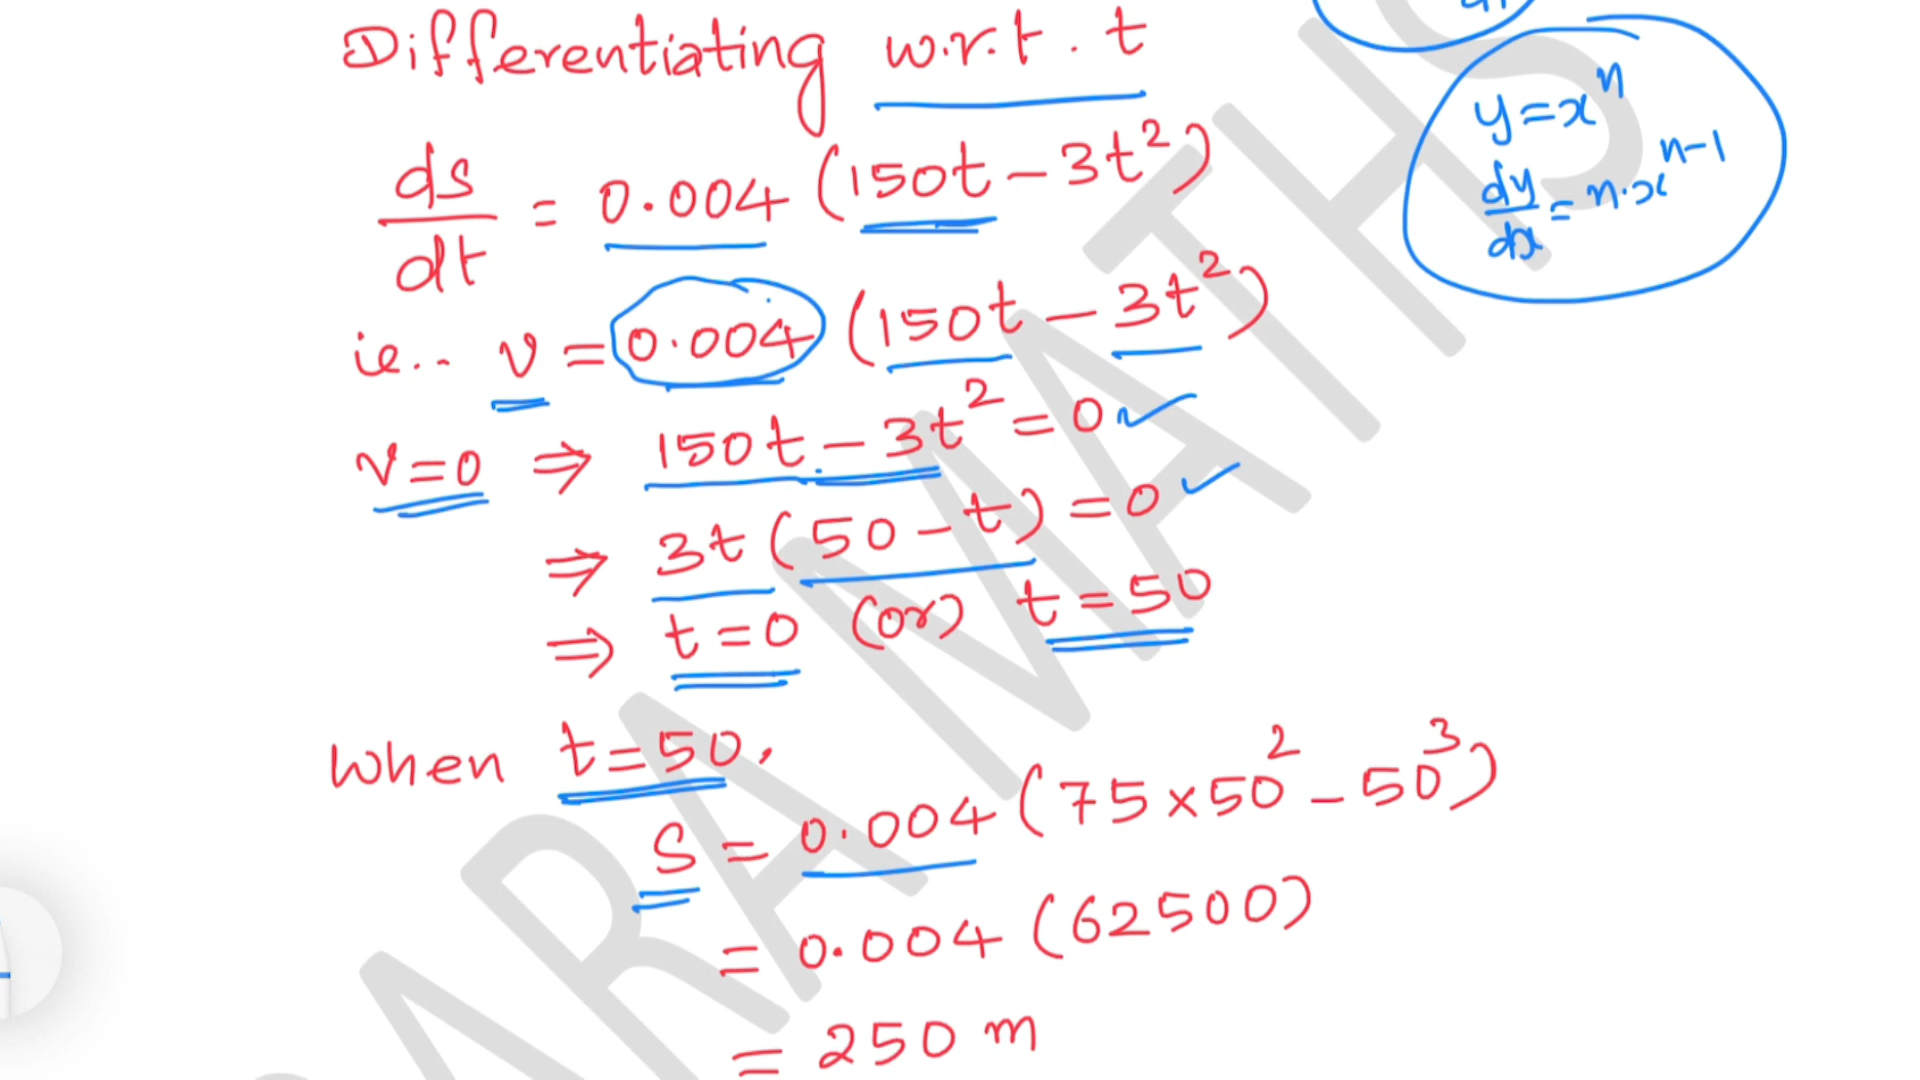 Differentiating w.r.t. t
ds/dt = 0.004 (150t - 3t²)
ie.. v = 0.004 (150t - 3t²)
v=0 ⇒ 150t - 3t² = 0 ✓
⇒ 3t (50 - t) = 0 ✓
⇒ t=0 (or) t=50
When t=50,
S = 0.004 (75×50² - 50³)
= 0.004 (62500)
= 250 m
y=xⁿ
dy/dx = n·xⁿ⁻¹
ARA MATHS